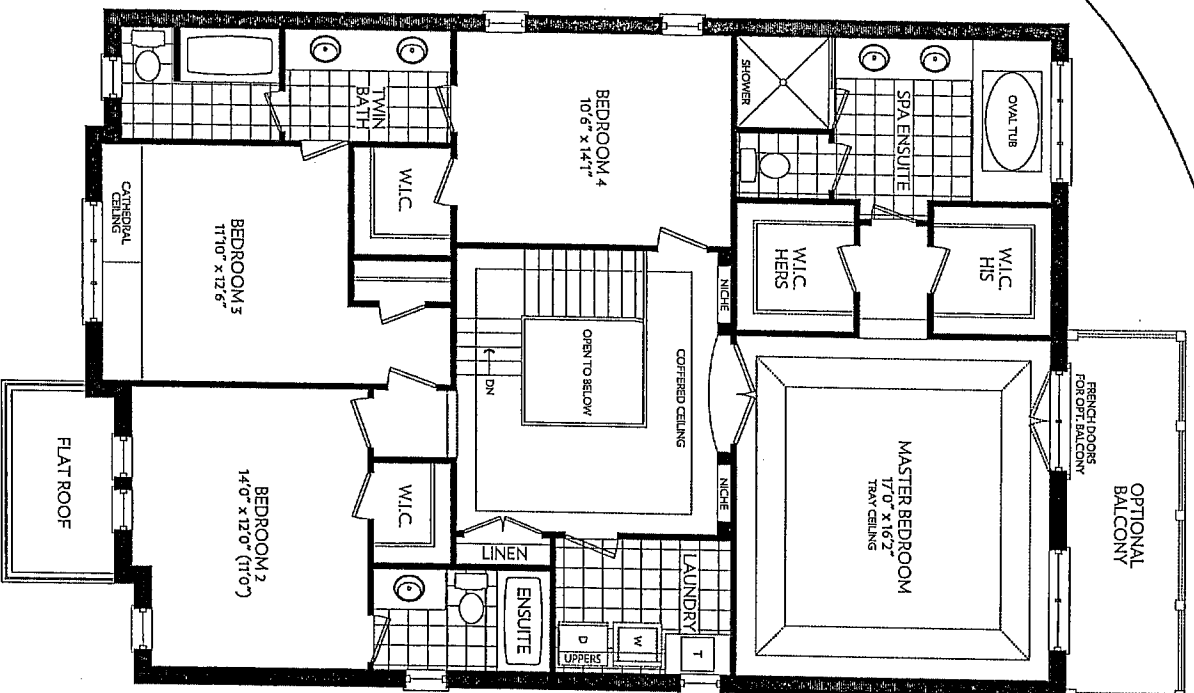 OPTIONAL
BALCONY
FRENCH DOORS
FOR OPT. BALCONY
OVAL TUB
SPA ENSUITE
SHOWER
W.I.C.
HIS
W.I.C.
HERS
MASTER BEDROOM
17'0" x 16'2"
TRAY CEILING
NICHE
NICHE
BEDROOM 4
10'6" x 14'1"
COFFERED CEILING
OPEN TO BELOW
DN
LAUNDRY
T
W
D
UPPERS
LINEN
ENSUITE
TWIN
BATH
W.I.C.
W.I.C.
BEDROOM 3
11'10" x 12'6"
CATHEDRAL
CEILING
BEDROOM 2
14'0" x 12'0" (11'0")
FLAT ROOF